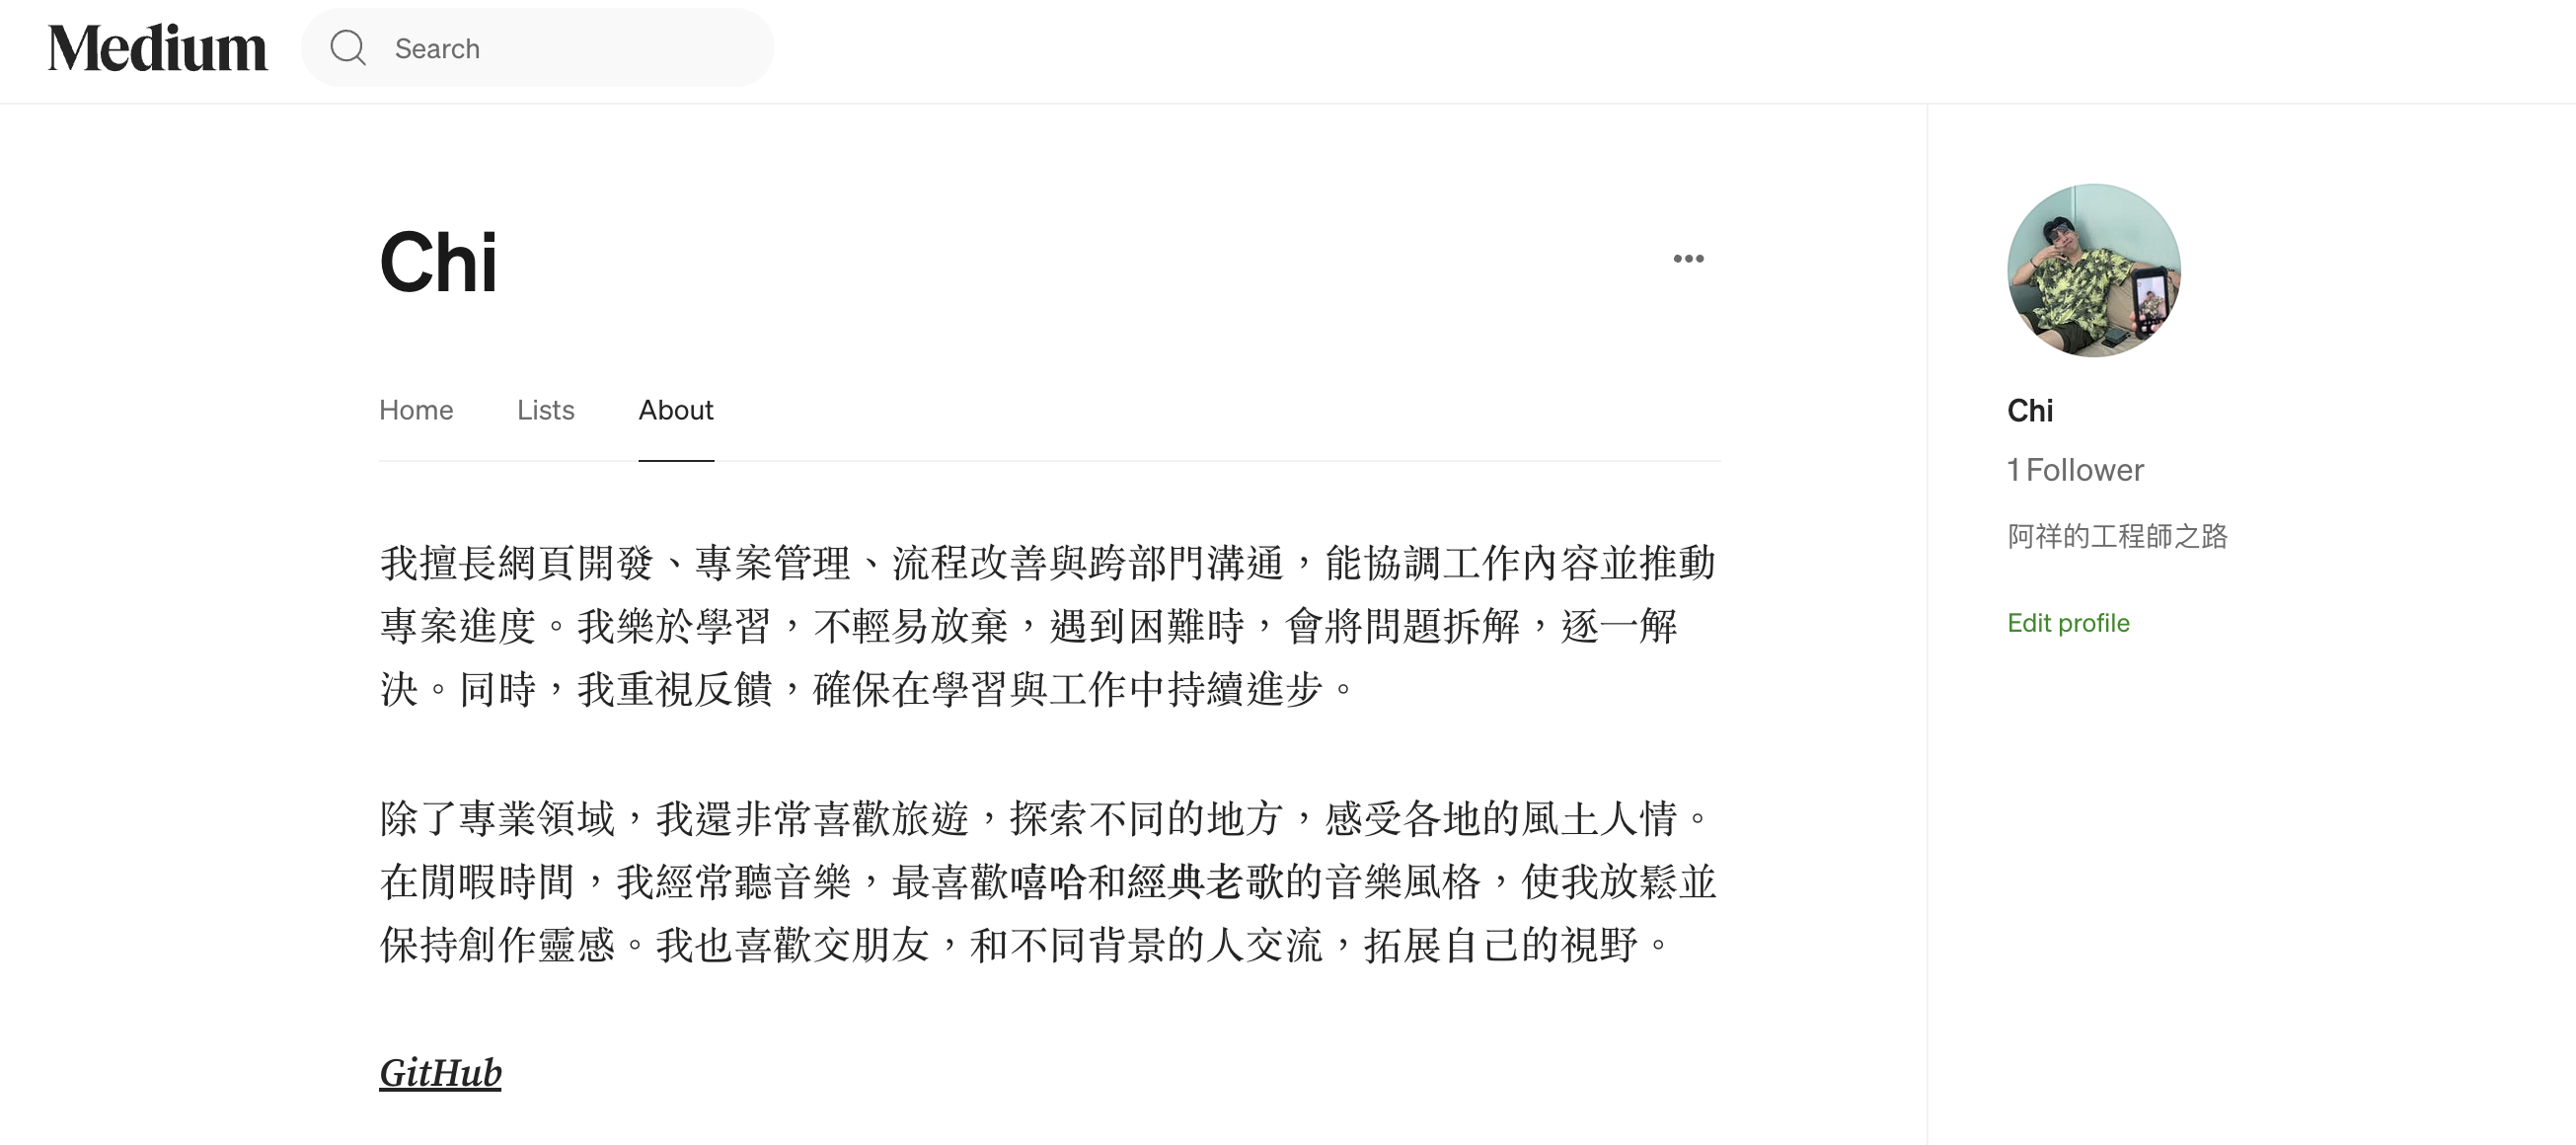 Medium
Search
Chi
Home
Lists
About
我擅長網頁開發、專案管理、流程改善與跨部門溝通，能協調工作內容並推動
專案進度。我樂於學習，不輕易放棄，遇到困難時，會將問題拆解，逐一解
決。同時，我重視反饋，確保在學習與工作中持續進步。
除了專業領域，我還非常喜歡旅遊，探索不同的地方，感受各地的風土人情。
在閒暇時間，我經常聽音樂，最喜歡嘻哈和經典老歌的音樂風格，使我放鬆並
保持創作靈感。我也喜歡交朋友，和不同背景的人交流，拓展自己的視野。
GitHub
Chi
1 Follower
阿祥的工程師之路
Edit profile